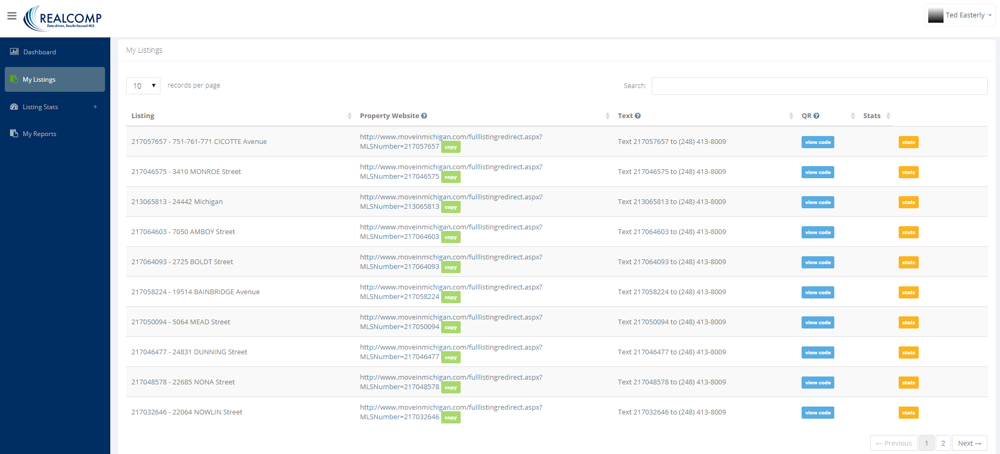 REALCOMP
Data-driven, Results-focused MLS
Ted Easterly
Dashboard
My Listings
Listing Stats +
My Reports
My Listings
10 records per page
Search:
Listing Property Website Text QR Stats
217057657 - 751-761-771 CICOTTE Avenue http://www.moveinmichigan.com/fulllistingredirect.aspx? Text 217057657 to (248) 413-8009 view code stats
MLSNumber=217057657 copy
217046575 - 3410 MONROE Street http://www.moveinmichigan.com/fulllistingredirect.aspx? Text 217046575 to (248) 413-8009 view code stats
MLSNumber=217046575 copy
213065813 - 24442 Michigan http://www.moveinmichigan.com/fulllistingredirect.aspx? Text 213065813 to (248) 413-8009 view code stats
MLSNumber=213065813 copy
217064603 - 7050 AMBOY Street http://www.moveinmichigan.com/fulllistingredirect.aspx? Text 217064603 to (248) 413-8009 view code stats
MLSNumber=217064603 copy
217064093 - 2725 BOLDT Street http://www.moveinmichigan.com/fulllistingredirect.aspx? Text 217064093 to (248) 413-8009 view code stats
MLSNumber=217064093 copy
217058224 - 19514 BAINBRIDGE Avenue http://www.moveinmichigan.com/fulllistingredirect.aspx? Text 217058224 to (248) 413-8009 view code stats
MLSNumber=217058224 copy
217050094 - 5064 MEAD Street http://www.moveinmichigan.com/fulllistingredirect.aspx? Text 217050094 to (248) 413-8009 view code stats
MLSNumber=217050094 copy
217046477 - 24831 DUNNING Street http://www.moveinmichigan.com/fulllistingredirect.aspx? Text 217046477 to (248) 413-8009 view code stats
MLSNumber=217046477 copy
217048578 - 22685 NONA Street http://www.moveinmichigan.com/fulllistingredirect.aspx? Text 217048578 to (248) 413-8009 view code stats
MLSNumber=217048578 copy
217032646 - 22064 NOWLIN Street http://www.moveinmichigan.com/fulllistingredirect.aspx? Text 217032646 to (248) 413-8009 view code stats
MLSNumber=217032646 copy
← Previous 1 2 Next →